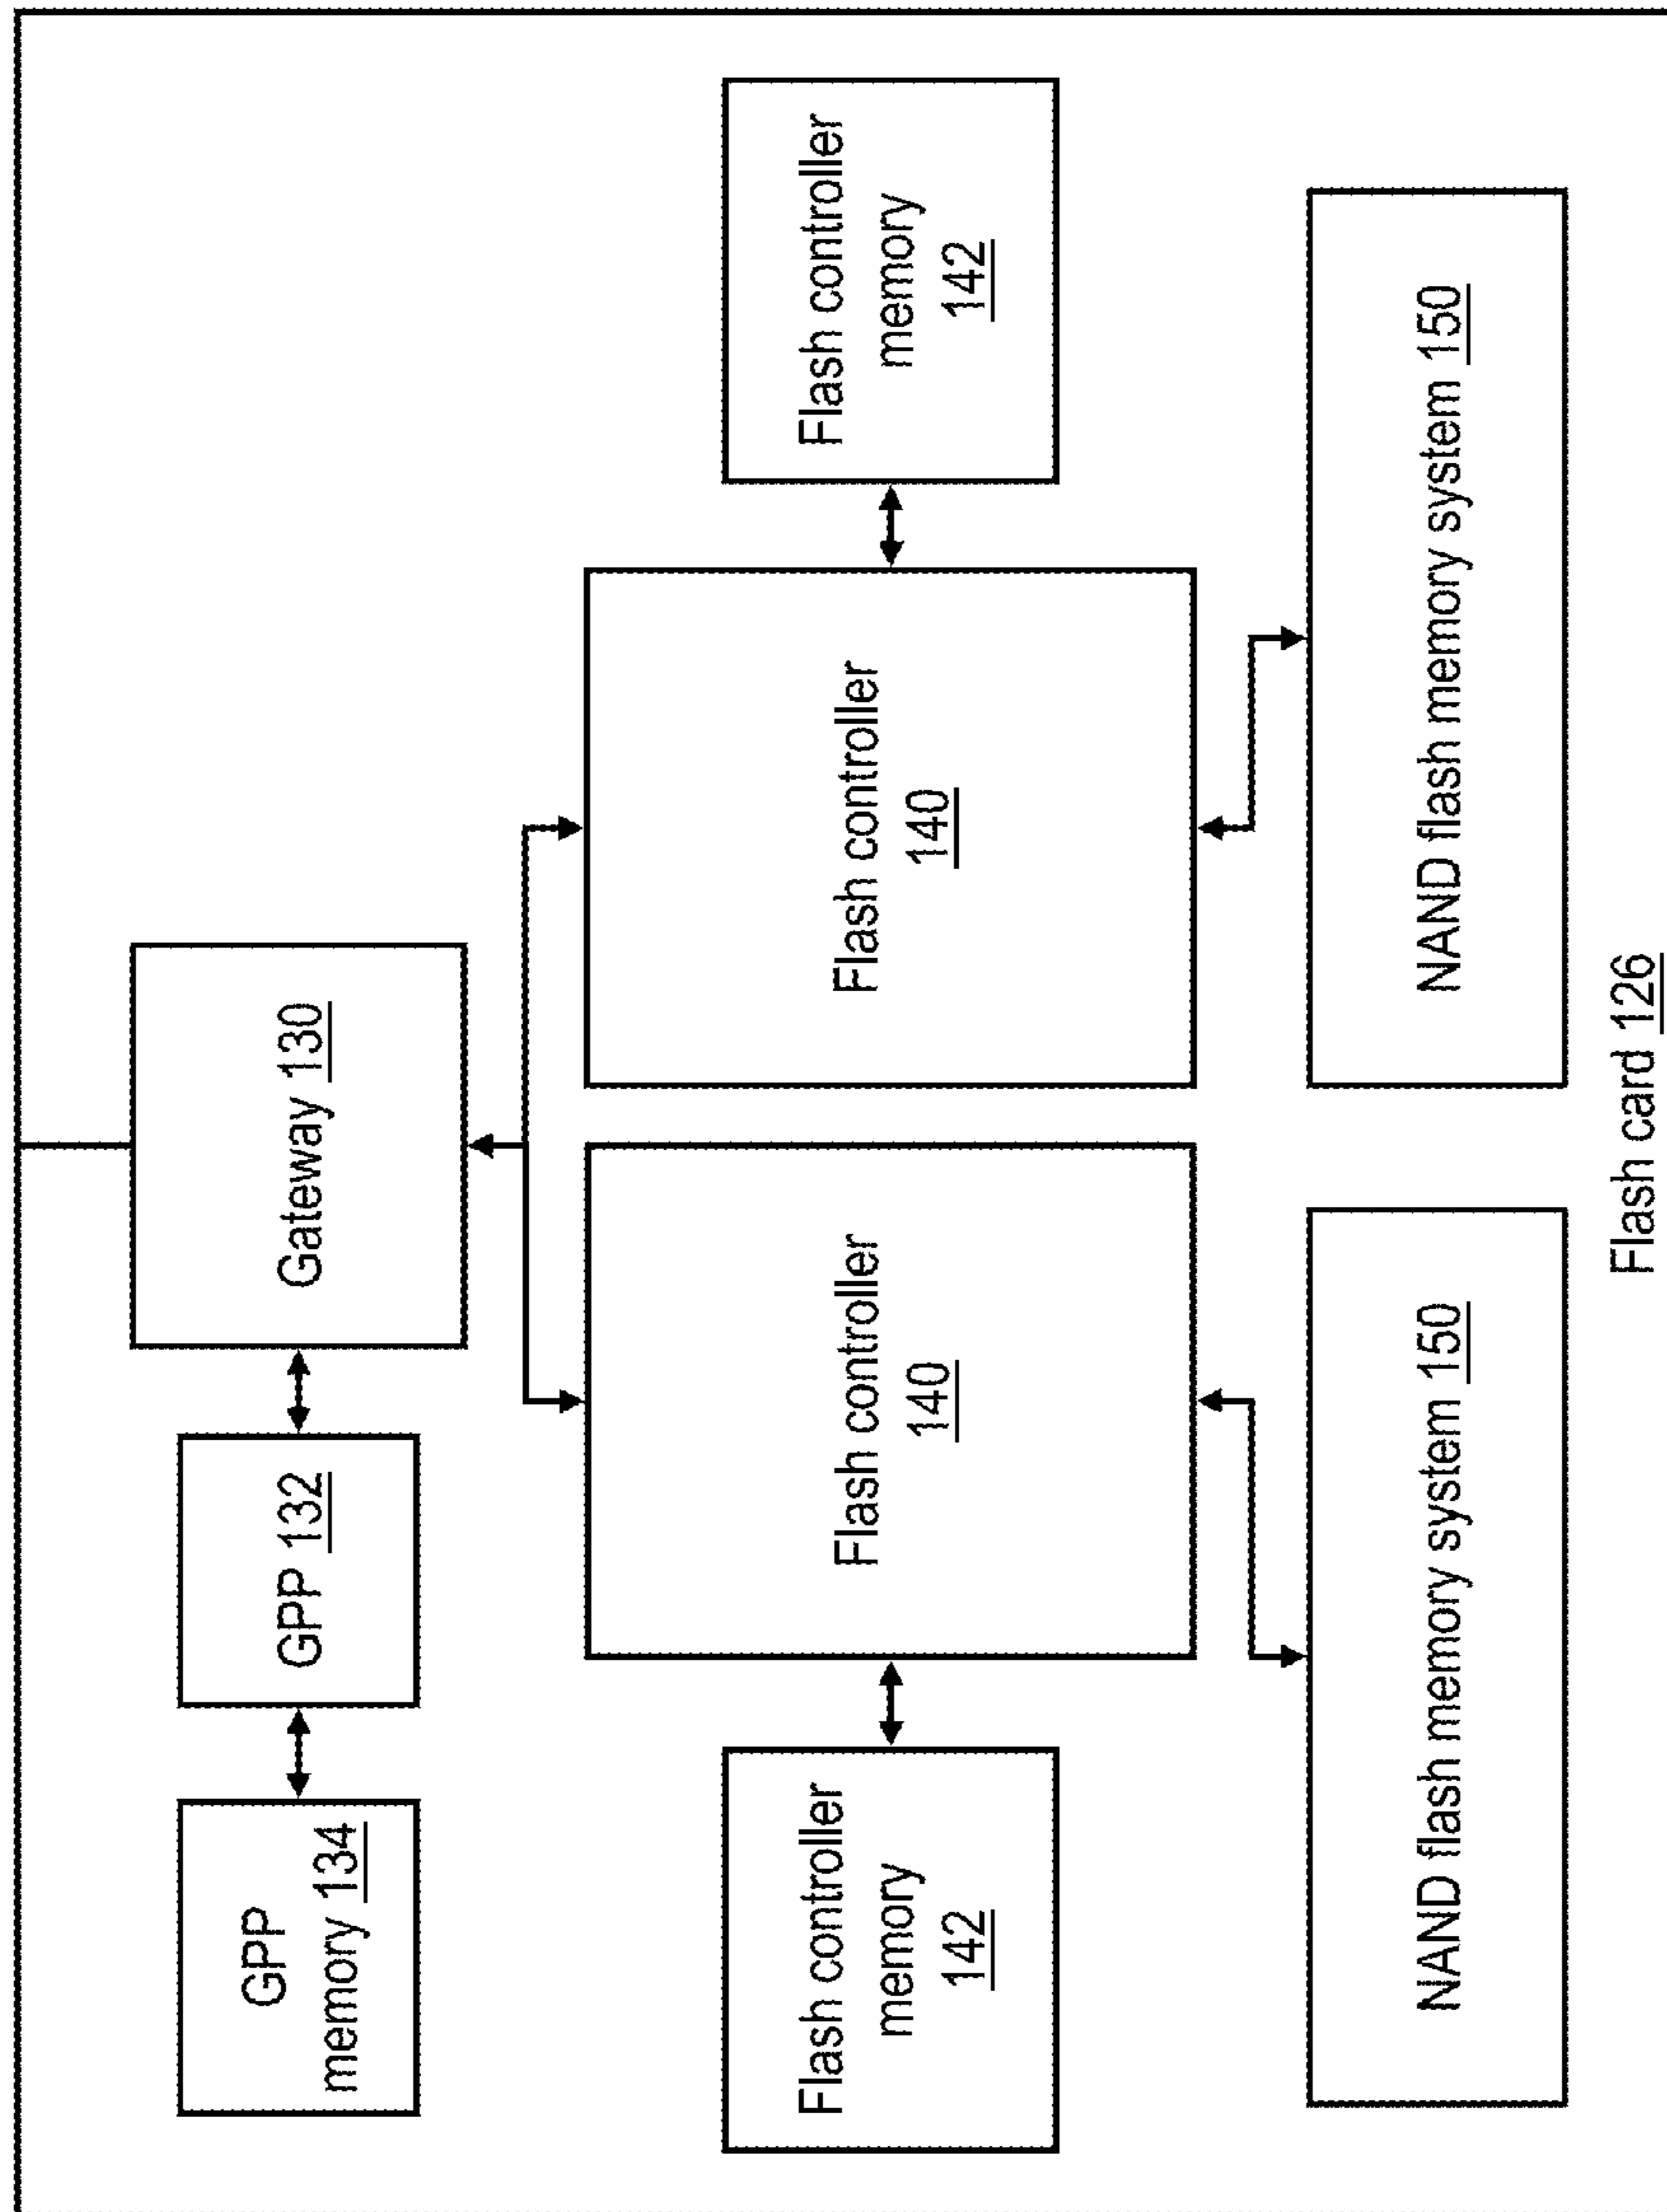 GPP
memory 134
GPP 132
Gateway 130
Flash controller
memory
142
Flash controller
140
Flash controller
140
Flash controller
memory
142
NAND flash memory system 150
NAND flash memory system 150
Flash card 126